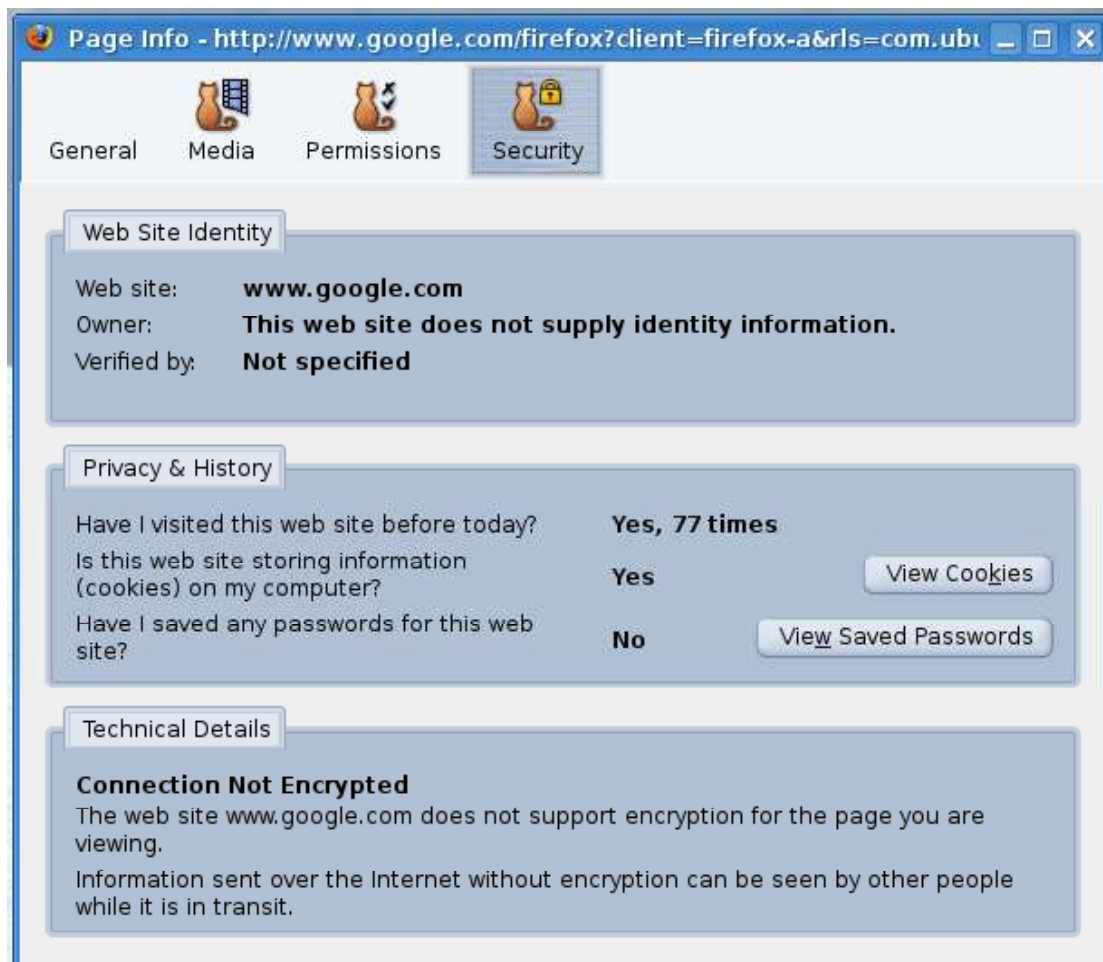 Page Info - http://www.google.com/firefox?client=firefox-a&rls=com.ubu
General Media Permissions Security
Web Site Identity
Web site: www.google.com
Owner: This web site does not supply identity information.
Verified by: Not specified
Privacy & History
Have I visited this web site before today? Yes, 77 times
Is this web site storing information
(cookies) on my computer? Yes View Cookies
Have I saved any passwords for this web
site? No View Saved Passwords
Technical Details
Connection Not Encrypted
The web site www.google.com does not support encryption for the page you are
viewing.
Information sent over the Internet without encryption can be seen by other people
while it is in transit.